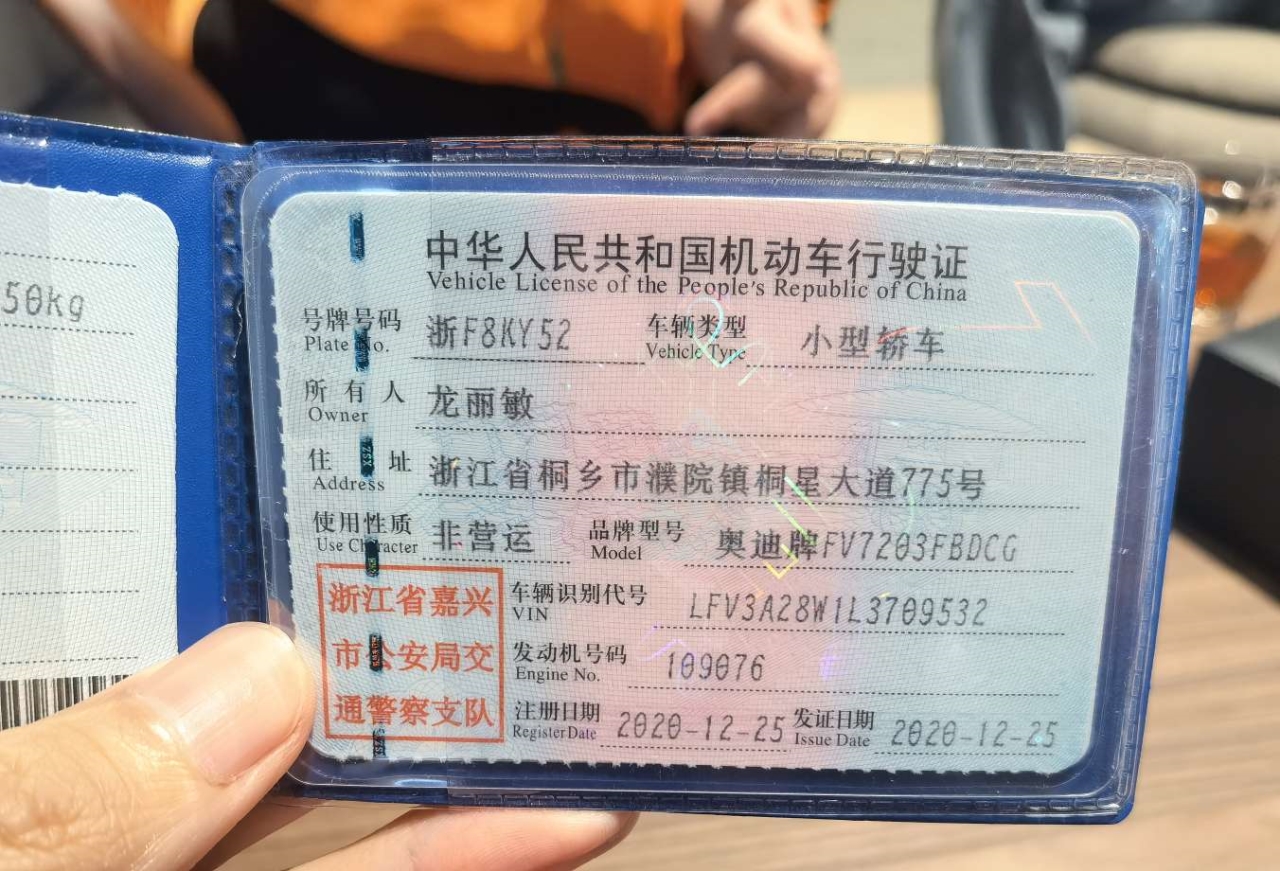 50kg
中华人民共和国机动车行驶证
Vehicle License of the People's Republic of China
号牌号码 浙F8KY52 车辆类型 小型轿车
Plate No. Vehicle Type
所有人 龙丽敏
Owner
住址 浙江省桐乡市濮院镇桐星大道775号
Address
使用性质 非营运 品牌型号 奥迪牌FV7203FBDCG
Use Character Model
浙江省嘉兴
市公安局交
通警察支队
车辆识别代号 LFV3A28W1L3709532
VIN
发动机号码 109076
Engine No.
注册日期 2020-12-25 发证日期 2020-12-25
Register Date Issue Date